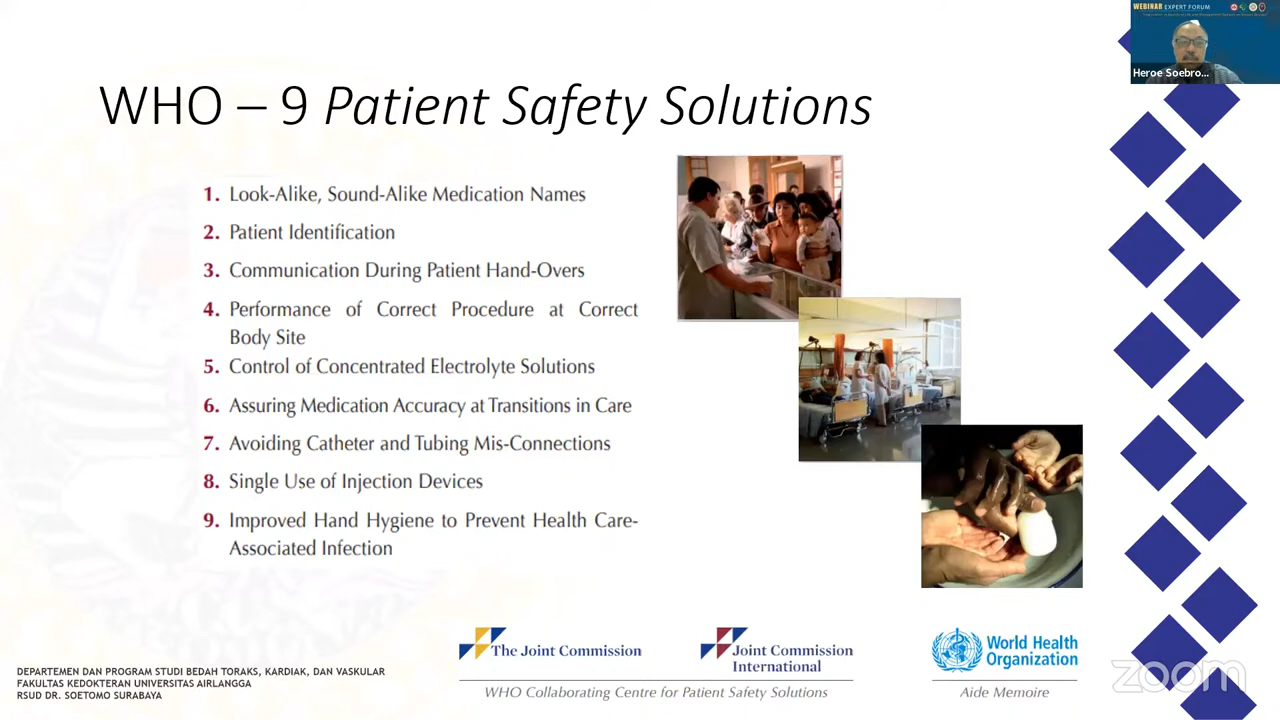 WEBINAR EXPERT FORUM
Heroe Soebro...
WHO – 9 Patient Safety Solutions
1. Look-Alike, Sound-Alike Medication Names
2. Patient Identification
3. Communication During Patient Hand-Overs
4. Performance of Correct Procedure at Correct
Body Site
5. Control of Concentrated Electrolyte Solutions
6. Assuring Medication Accuracy at Transitions in Care
7. Avoiding Catheter and Tubing Mis-Connections
8. Single Use of Injection Devices
9. Improved Hand Hygiene to Prevent Health Care-
Associated Infection
The Joint Commission
Joint Commission
International
WHO Collaborating Centre for Patient Safety Solutions
World Health
Organization
Aide Memoire
DEPARTEMEN DAN PROGRAM STUDI BEDAH TORAKS, KARDIAK, DAN VASKULAR
FAKULTAS KEDOKTERAN UNIVERSITAS AIRLANGGA
RSUD DR. SOETOMO SURABAYA
zoom